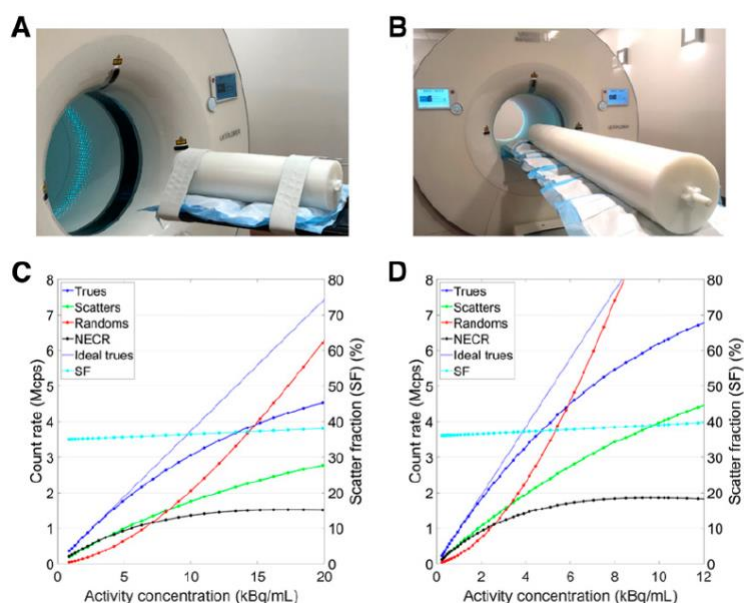 A
B
C
D
8
7
6
5
4
3
2
1
0
80
70
60
50
40
30
20
10
0
Trues
Scatters
Randoms
NECR
Ideal trues
SF
Count rate (Mcps)
Scatter fraction (SF) (%)
0
5
10
15
20
Activity concentration (kBq/mL)
8
7
6
5
4
3
2
1
0
80
70
60
50
40
30
20
10
0
Trues
Scatters
Randoms
NECR
Ideal trues
SF
Count rate (Mcps)
Scatter fraction (SF) (%)
0
2
4
6
8
10
12
Activity concentration (kBq/mL)